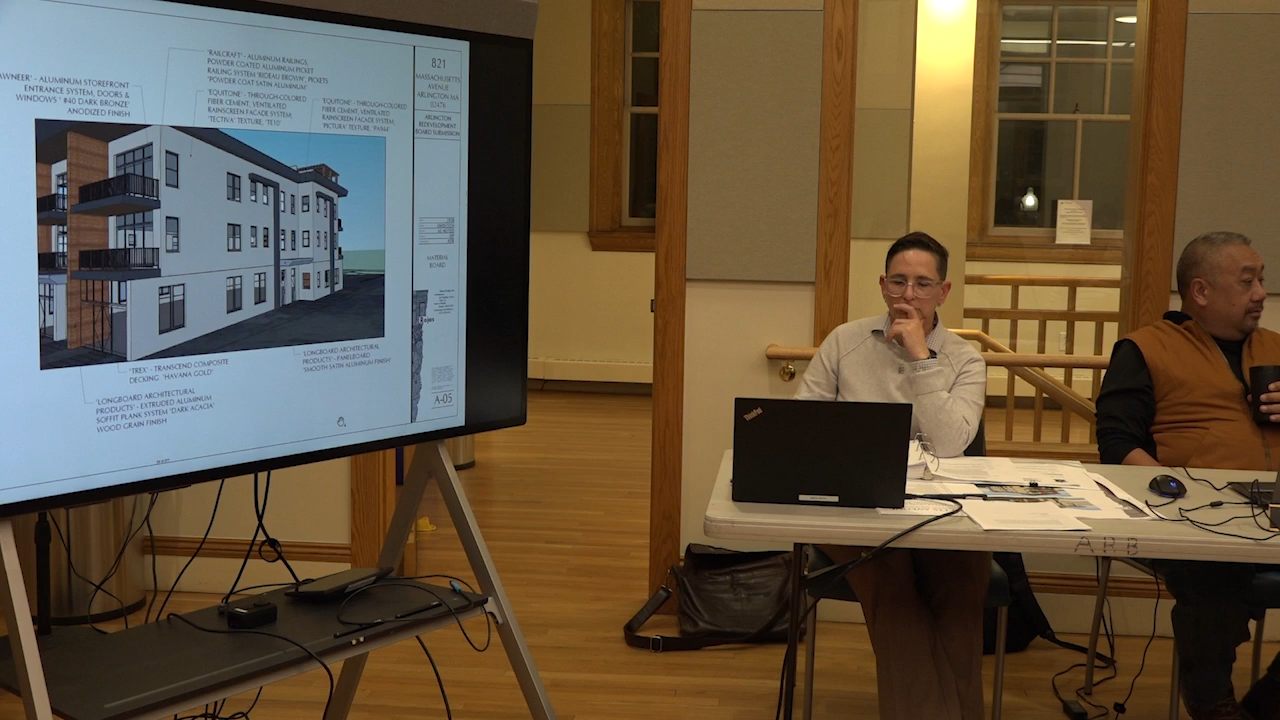 'RAILCRAFT' - ALUMINUM RAILINGS,
POWDER COATED ALUMINUM PICKET
RAILING SYSTEM 'RIDEAU BROWN', PICKETS
'POWDER COAT SATIN ALUMINUM'
AWNEER' - ALUMINUM STOREFRONT
ENTRANCE SYSTEM, DOORS &
WINDOWS ' #40 DARK BRONZE'
ANODIZED FINISH
'EQUITONE' - THROUGH-COLORED
FIBER CEMENT, VENTILATED
RAINSCREEN FACADE SYSTEM;
'TECTIVA' TEXTURE, 'TE10'
'EQUITONE' - THROUGH-COLORED
FIBER CEMENT, VENTILATED
RAINSCREEN FACADE SYSTEM;
'PICTURA' TEXTURE,
'TREX' - TRANSCEND COMPOSITE
DECKING 'HAVANA GOLD'
'LONGBOARD ARCHITECTURAL
PRODUCTS' - PANELBOARD
'SMOOTH SATIN ALUMINUM FINISH'
'LONGBOARD ARCHITECTURAL
PRODUCTS' - EXTRUDED ALUMINUM
SOFFIT PLANK SYSTEM 'DARK ACACIA'
WOOD GRAIN FINISH
821
MASSACHUSETTS
AVENUE
ARLINGTON MA
02476
ARLINGTON
REDEVELOPMENT
BOARD SUBMISSION
MATERIAL
BOARD
A-05
ThinkPad
ARB